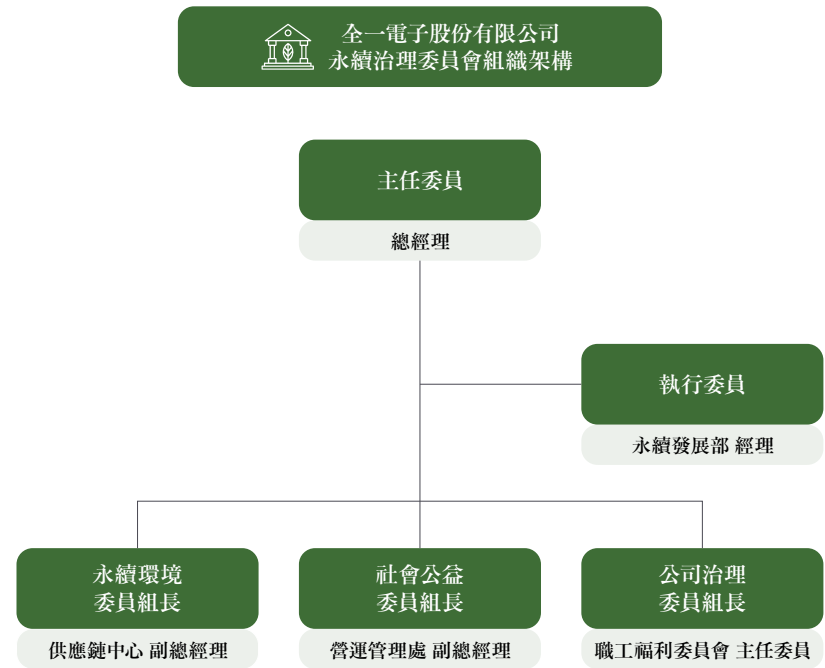 全一電子股份有限公司
永續治理委員會組織架構
主任委員
總經理
執行委員
永續發展部 經理
永續環境
委員組長
供應鏈中心 副總經理
社會公益
委員組長
營運管理處 副總經理
公司治理
委員組長
職工福利委員會 主任委員